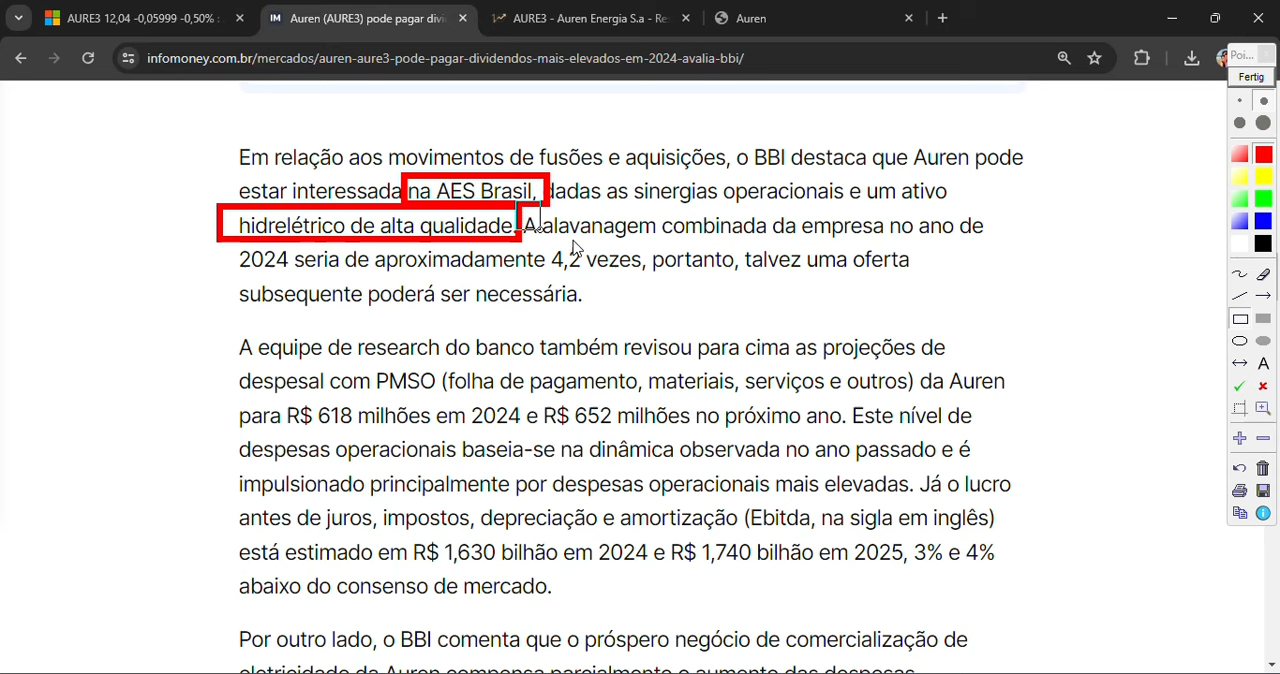 AURE3 12,04 -0,05999 -0,50% :
Auren (AURE3) pode pagar divi
AURE3 - Auren Energia S.a - Re
Auren
infomoney.com.br/mercados/auren-aure3-pode-pagar-dividendos-mais-elevados-em-2024-avalia-bbi/
Poi...
Fertig
Em relação aos movimentos de fusões e aquisições, o BBI destaca que Auren pode
estar interessada na AES Brasil, dadas as sinergias operacionais e um ativo
hidrelétrico de alta qualidade. A alavanagem combinada da empresa no ano de
2024 seria de aproximadamente 4,2 vezes, portanto, talvez uma oferta
subsequente poderá ser necessária.
A equipe de research do banco também revisou para cima as projeções de
despesal com PMSO (folha de pagamento, materiais, serviços e outros) da Auren
para R$ 618 milhões em 2024 e R$ 652 milhões no próximo ano. Este nível de
despesas operacionais baseia-se na dinâmica observada no ano passado e é
impulsionado principalmente por despesas operacionais mais elevadas. Já o lucro
antes de juros, impostos, depreciação e amortização (Ebitda, na sigla em inglês)
está estimado em R$ 1,630 bilhão em 2024 e R$ 1,740 bilhão em 2025, 3% e 4%
abaixo do consenso de mercado.
Por outro lado, o BBI comenta que o próspero negócio de comercialização de
eletricidade da Auren compensa parcialmente o aumento das despesas